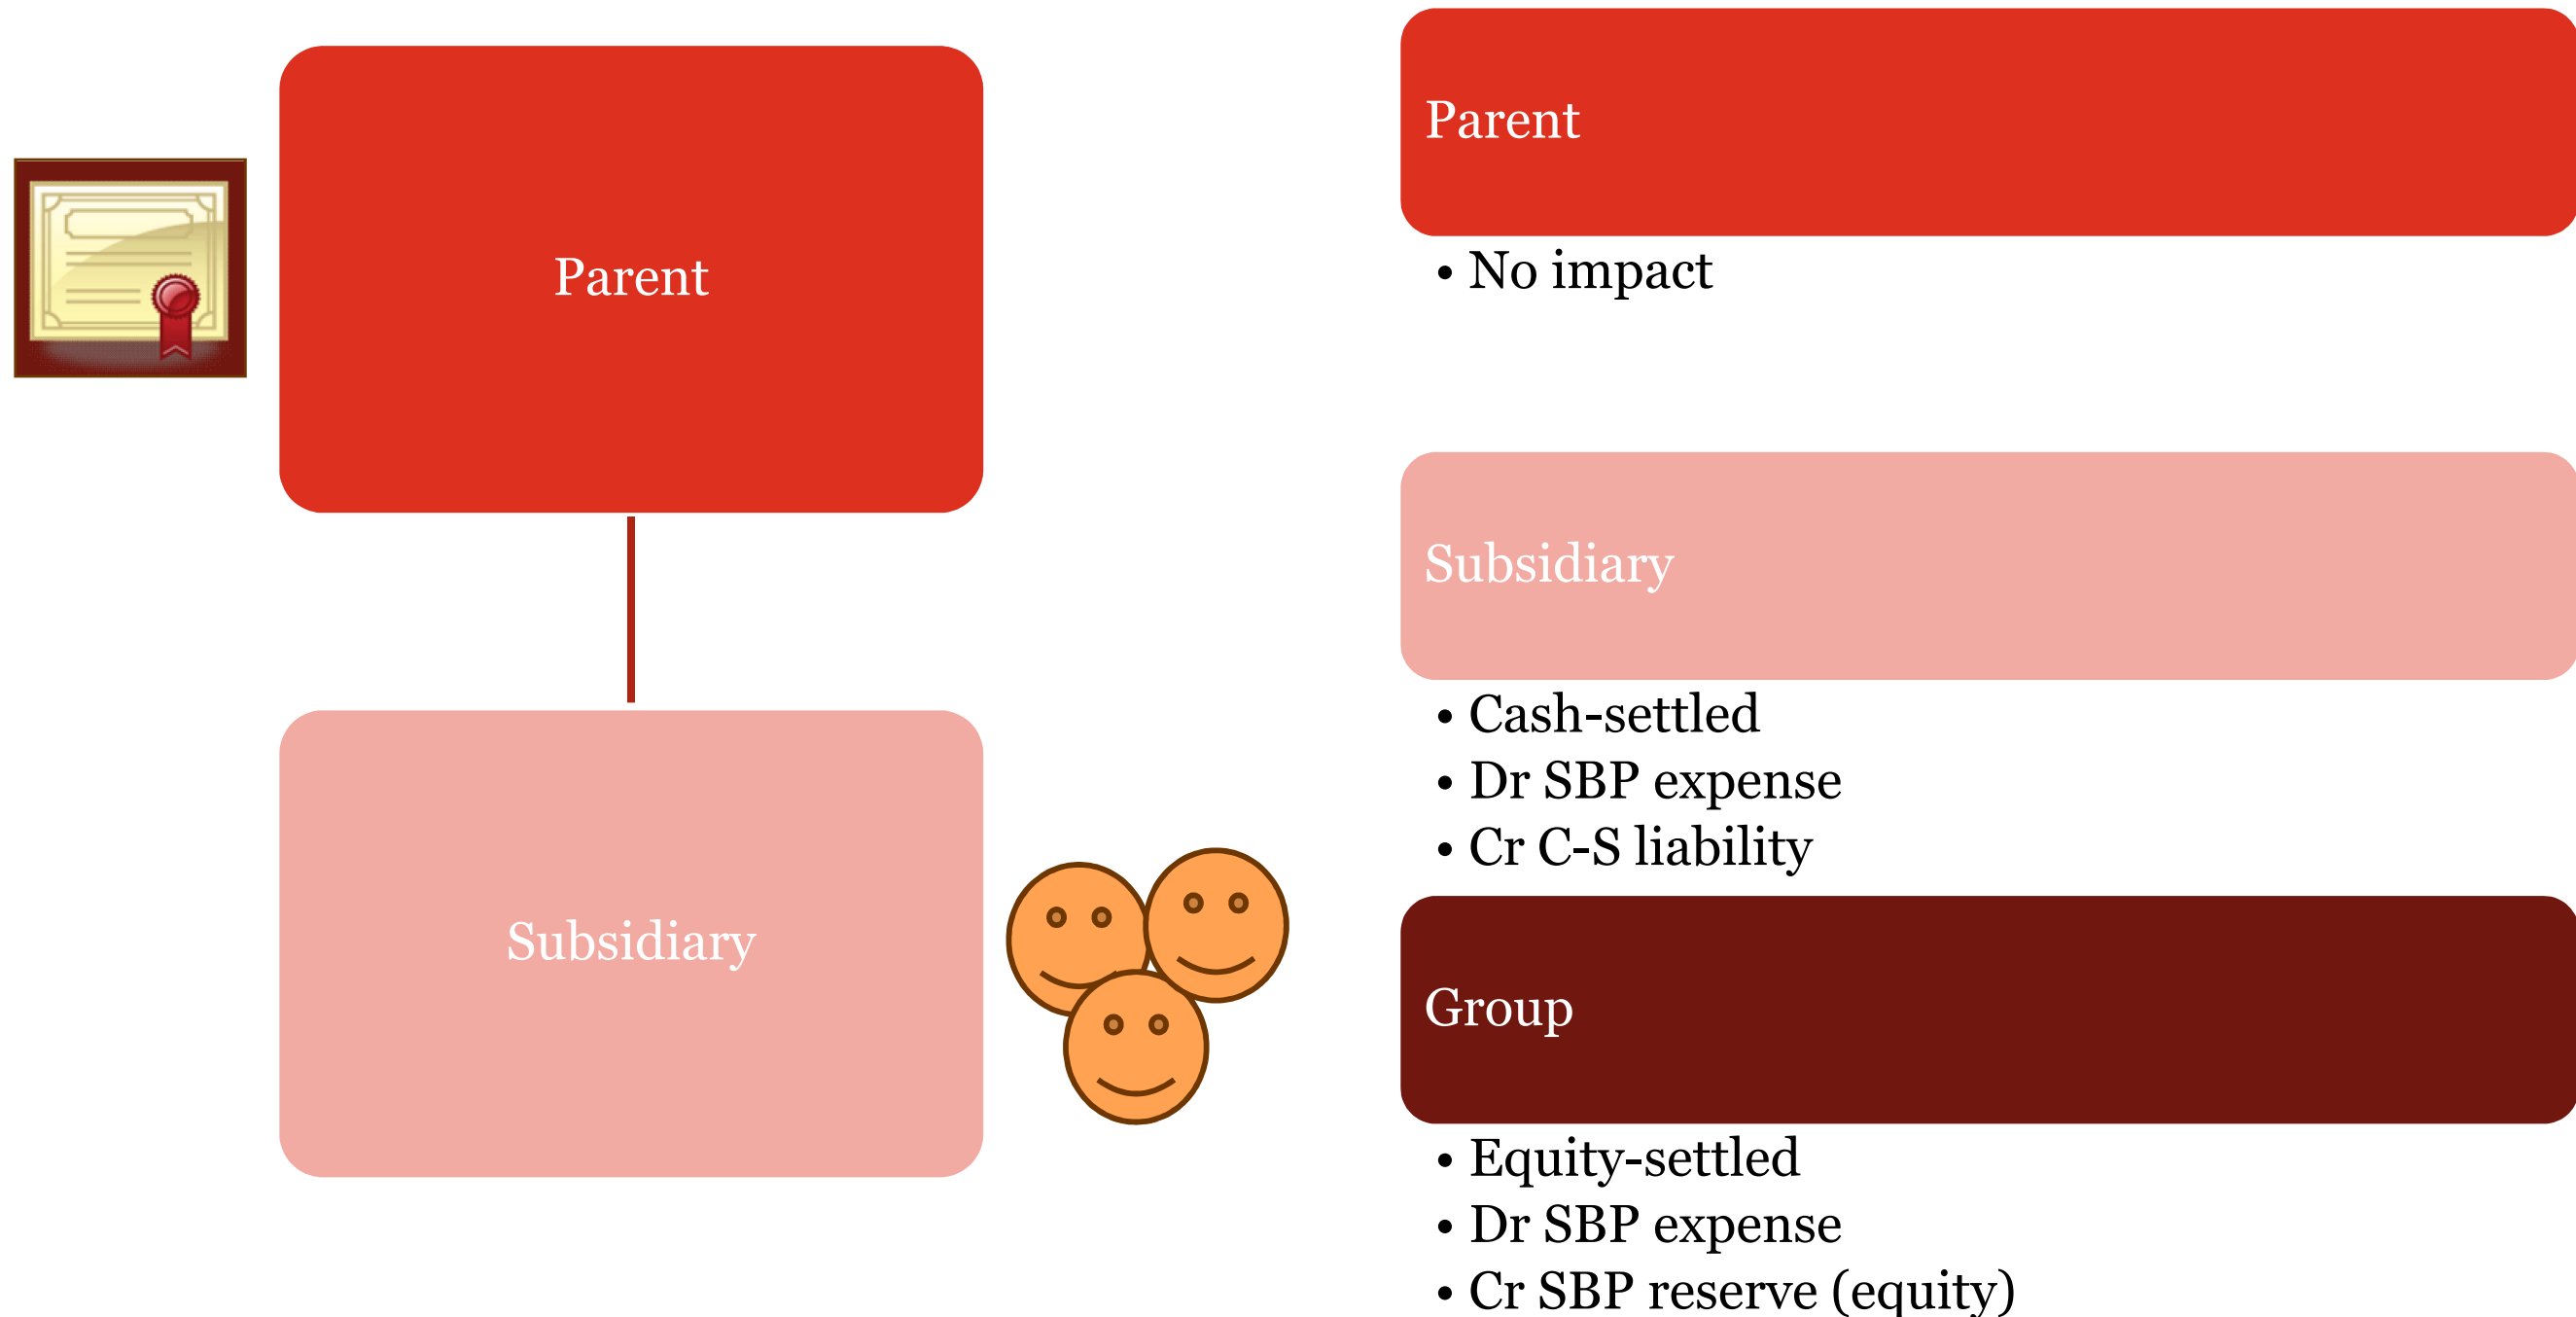 Parent
Subsidiary
Parent
• No impact
Subsidiary
• Cash-settled
• Dr SBP expense
• Cr C-S liability
Group
• Equity-settled
• Dr SBP expense
• Cr SBP reserve (equity)